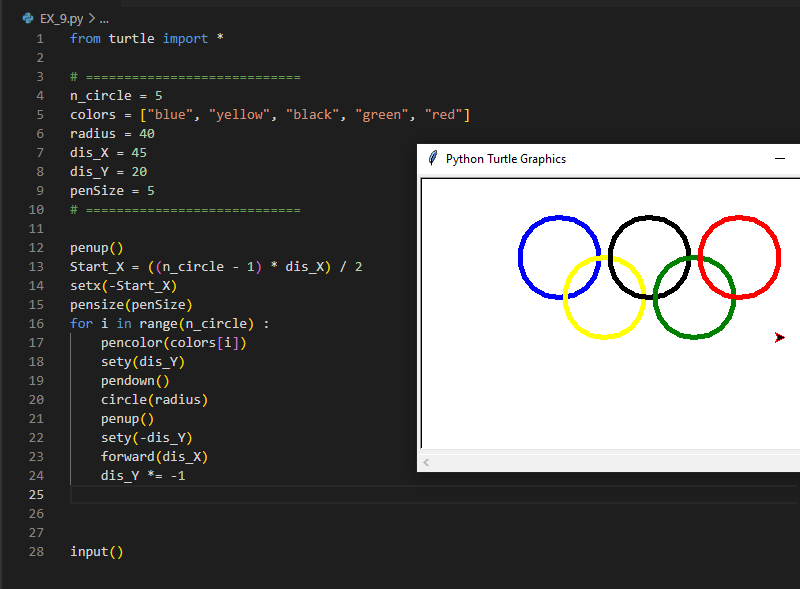 EX_9.py > ...
1 from turtle import *
2
3 # ============================
4 n_circle = 5
5 colors = ["blue", "yellow", "black", "green", "red"]
6 radius = 40
7 dis_X = 45
8 dis_Y = 20
9 penSize = 5
10 # ============================
11
12 penup()
13 Start_X = ((n_circle - 1) * dis_X) / 2
14 setx(-Start_X)
15 pensize(penSize)
16 for i in range(n_circle) :
17     pencolor(colors[i])
18     sety(dis_Y)
19     pendown()
20     circle(radius)
21     penup()
22     sety(-dis_Y)
23     forward(dis_X)
24     dis_Y *= -1
25
26
27
28 input()
Python Turtle Graphics